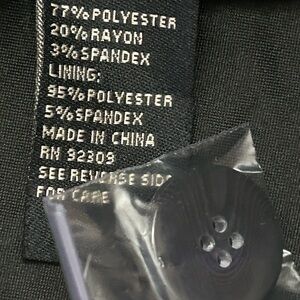 77% POLYESTER
20% RAYON
3% SPANDEX
LINING:
95% POLYESTER
5% SPANDEX
MADE IN CHINA
RN 92309
SEE REVERSE SIDE
FOR CARE